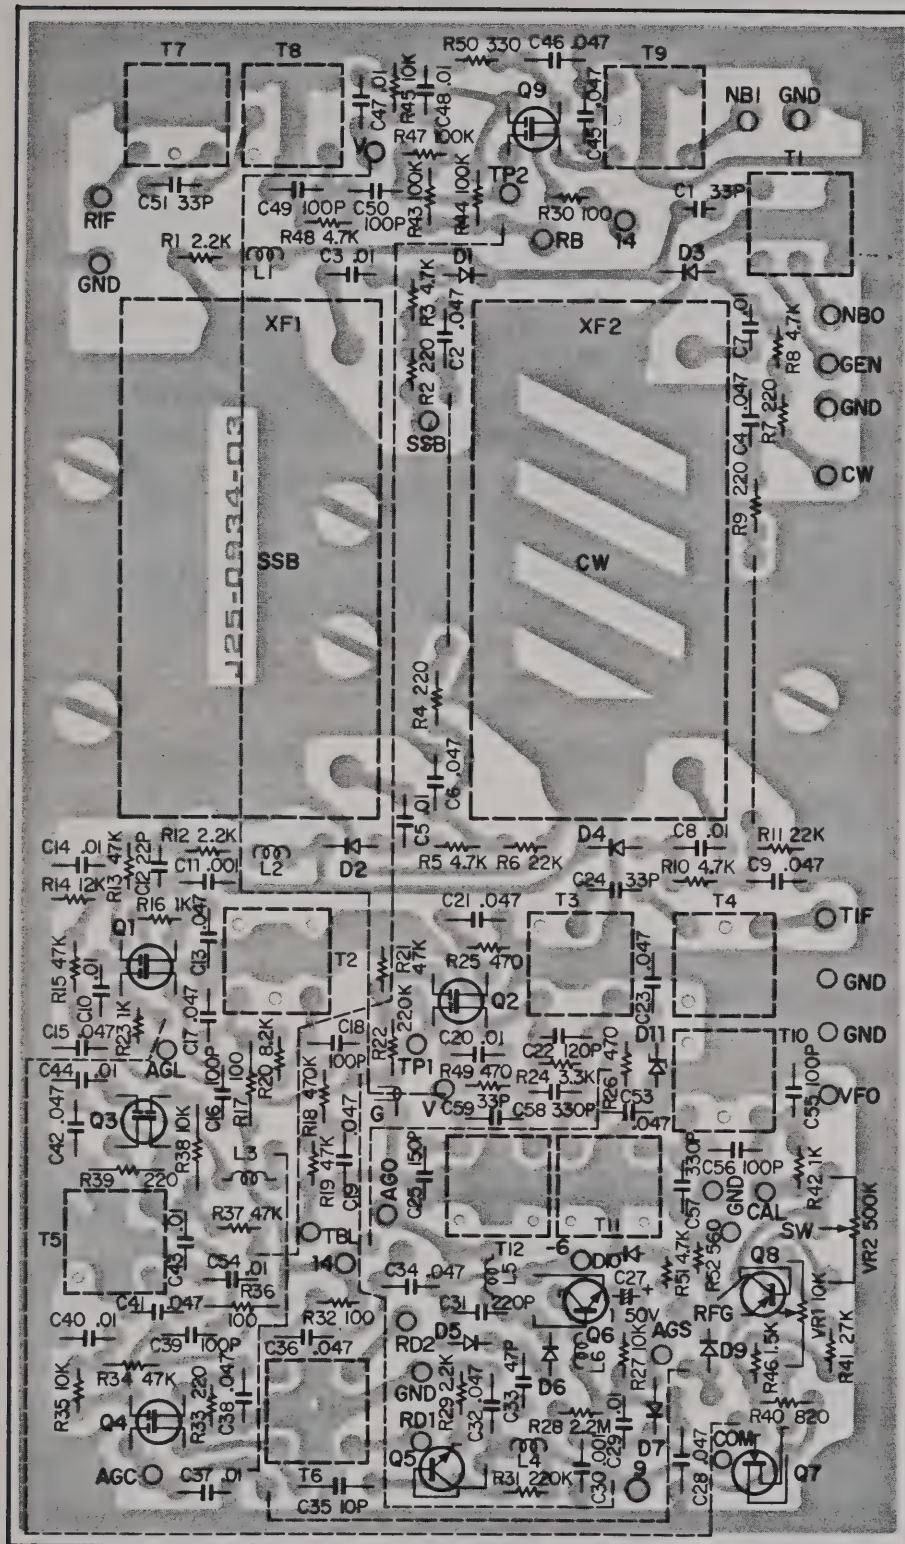 T7
T8
C47 .01
R45 10K
C48 .01
R50 330
C46 .047
Q9
C45 .047
T9
NB1
GND
V
R47 100K
TP2
T1
RIF
C51 33P
C49 100P
C50 100P
R43 100K
R44 100K
R30 100
C1 33P
R48 4.7K
RB
14
GND
R1 2.2K
L1
C3 .01
D1
D3
XF1
R3 4.7K
C2 .047
XF2
C7 .01
R8 4.7K
NBO
GEN
R2 220
SSB
C4 .047
R7 220
GND
CW
R9 220
J25-0934-03
SSB
CW
R4 220
C6 .047
C5 .01
C14 .01
R13 47K
C12 22P
R12 2.2K
C11 .001
L2
D2
R5 4.7K
R6 22K
D4
C8 .01
R10 4.7K
R11 22K
C9 .047
R14 12K
R16 1K
C24 33P
Q1
C13 .047
T2
R21 47K
C21 .047
R25 470
T3
C23 .047
T4
TIF
R15 47K
C10 .01
Q2
GND
C15 .047
R23 1K
C17 .047
C18 100P
R22 220K
TP1
C20 .01
C22 120P
R26 470
D11
T10
GND
C44 .01
AGL
C16 100P
R17 100
R20 8.2K
R49 470
R24 3.3K
C55 100P
VFO
C42 .047
Q3
R38 10K
R18 470K
G
V
C59 33P
C58 330P
C53 .047
R39 220
L3
R19 47K
C19 .047
AGO
C25 150P
T12
T11
C57 330P
C56 100P
GND
CAL
R42 1K
T5
C43 .01
R37 47K
TBL
14
-6
D10
R51 4.7K
R52 560
SW
VR2 500K
C54 .01
C34 .047
L5
Q8
C41 .047
R36 100
R32 100
C31 220P
Q6
C27
50V
RFG
VR1 10K
C40 .01
C39 100P
C36 .047
RD2
D5
L6
R27 10K
AGS
D9
R46 1.5K
R41 27K
R35 10K
R34 47K
R33 220
C38 .047
GND
R29 2.2K
C32 .047
C33 47P
D6
R28 2.2M
C29 .01
D7
R40 820
Q4
RD1
Q5
L4
COM
Q7
AGC
C37 .01
T6
C35 10P
R31 220K
9
C28 .047